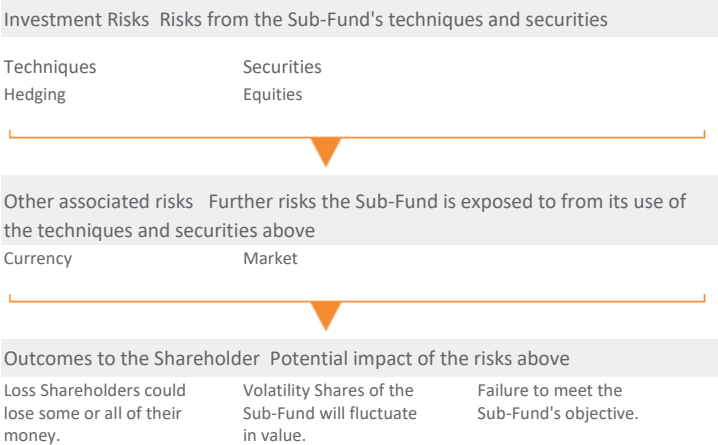 Investment Risks Risks from the Sub-Fund's techniques and securities
Techniques Securities
Hedging Equities
Other associated risks Further risks the Sub-Fund is exposed to from its use of
the techniques and securities above
Currency Market
Outcomes to the Shareholder Potential impact of the risks above
Loss Shareholders could
lose some or all of their
money.
Volatility Shares of the
Sub-Fund will fluctuate
in value.
Failure to meet the
Sub-Fund's objective.